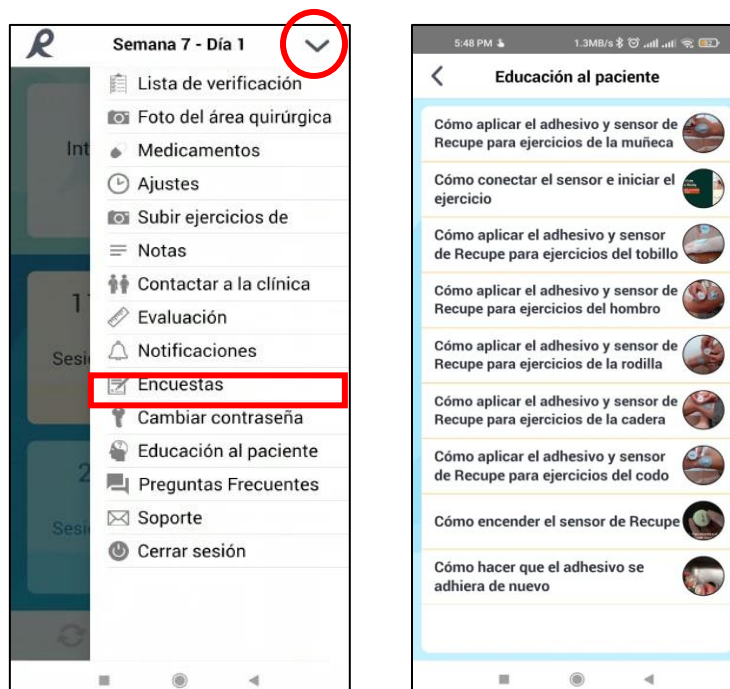 Semana 7 - Día 1
Lista de verificación
Foto del área quirúrgica
Int
Medicamentos
Ajustes
Subir ejercicios de
Notas
Contactar a la clínica
Evaluación
Notificaciones
Sesi
Encuestas
Cambiar contraseña
Educación al paciente
2
Preguntas Frecuentes
Soporte
Sesi
Cerrar sesión
5:48 PM
1.3MB/s
Educación al paciente
Cómo aplicar el adhesivo y sensor de
Recupe para ejercicios de la muñeca
Cómo conectar el sensor e iniciar el
ejercicio
Cómo aplicar el adhesivo y sensor
de Recupe para ejercicios del tobillo
Cómo aplicar el adhesivo y sensor de
Recupe para ejercicios del hombro
Cómo aplicar el adhesivo y sensor de
Recupe para ejercicios de la rodilla
Cómo aplicar el adhesivo y sensor de
Recupe para ejercicios de la cadera
Cómo aplicar el adhesivo y sensor
de Recupe para ejercicios del codo
Cómo encender el sensor de Recupe
Cómo hacer que el adhesivo se
adhiera de nuevo